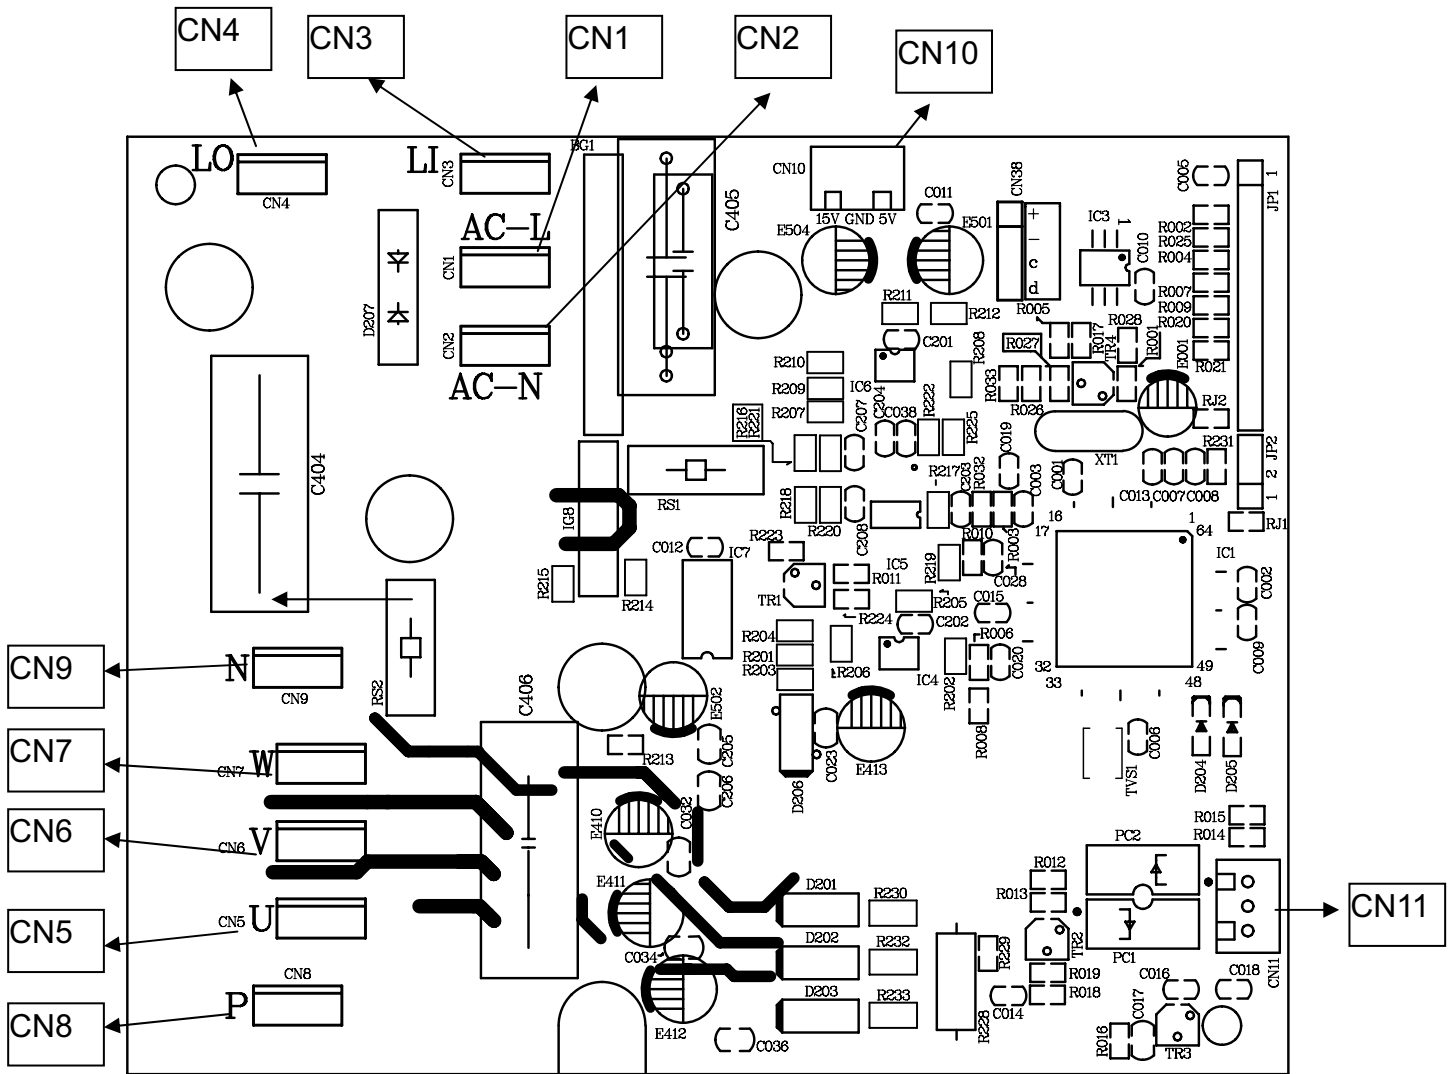 CN4
CN3
CN1
CN2
CN10
LO
CN4
LI
CN3
AC-L
CN1
CN2
AC-N
D207
BG1
C405
CN10
15V GND 5V
C011
E504
E501
CN38
+
-
c
d
IC3
1
C010
C005
1
JP1
R002
R025
R004
R007
R009
R020
R021
R005
R017
R028
R001
TR4
R027
R033
R026
E001
RJ2
R231
JP2
2
1
RJ1
XT1
C013
C007
C008
C001
C003
R211
R212
C201
R208
R210
R209
R207
IC6
C204
C038
R222
R225
C207
R216
R221
C019
R217
C203
R032
R218
R220
C208
R010
R003
C028
R219
IC5
C404
RS1
IG8
R215
R214
C012
IC7
R223
TR1
R011
R224
R205
C202
C015
R006
C020
R204
R201
R203
R206
IC4
R202
R008
16
17
1
64
IC1
32
33
49
48
C002
C009
CN9
N
CN9
RS2
C406
E502
C205
C206
R213
C023
D206
E413
C006
TVS1
D204
D205
CN7
W
CN7
CN6
V
CN6
CN5
U
CN5
CN8
P
CN8
E410
C032
E411
C034
E412
C036
D201
R230
D202
R232
D203
R233
R228
R229
C014
R012
R013
TR2
R019
R018
PC2
PC1
R015
R014
CN11
CN11
C016
C018
C017
R016
TR3